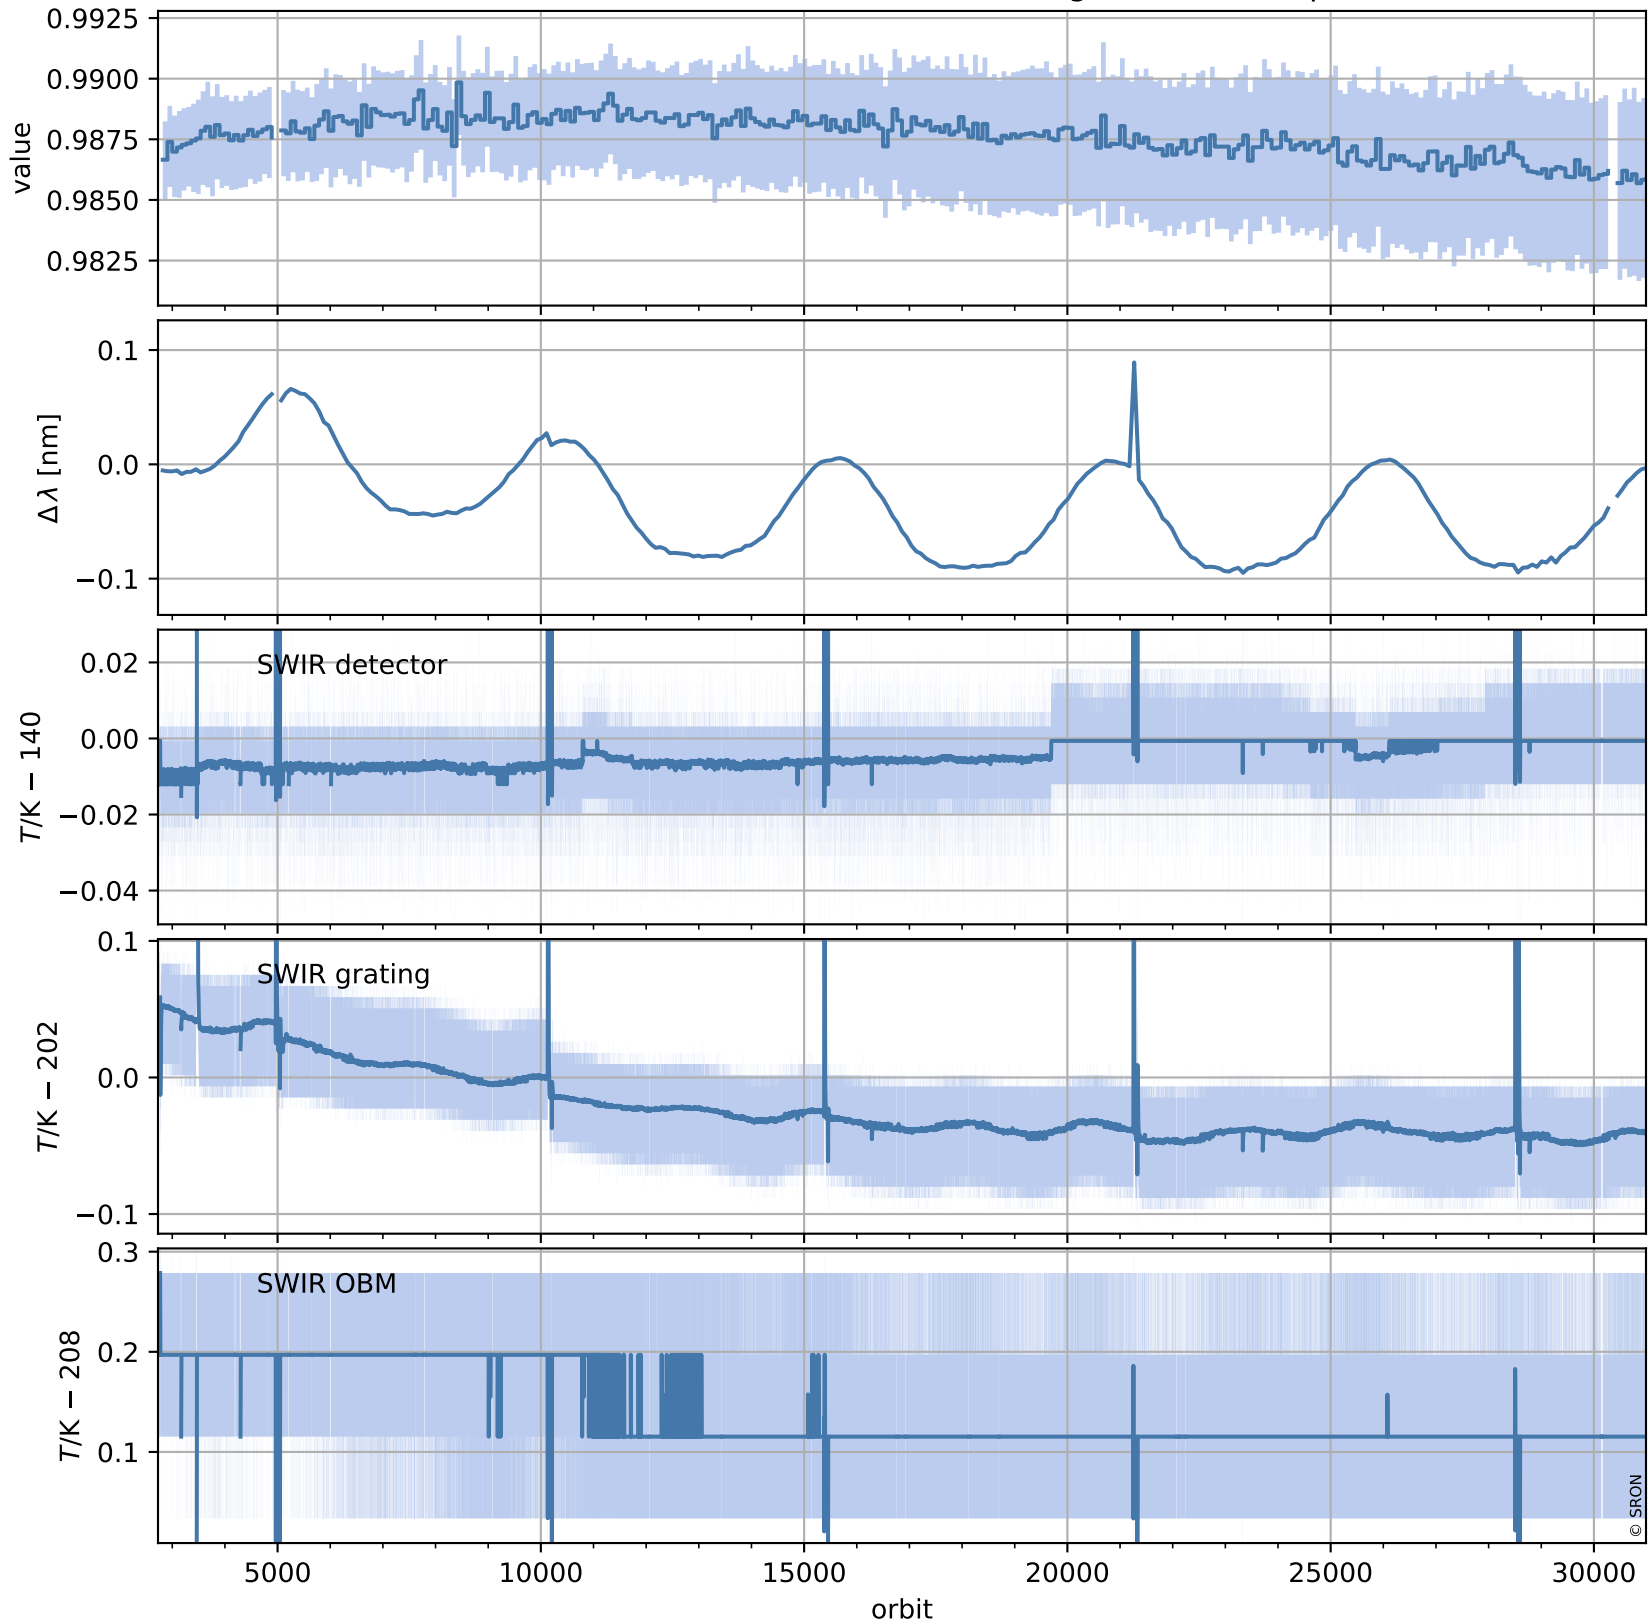 0.9925
0.9900
0.9875
0.9850
0.9825
value
0.1
0.0
−0.1
Δ λ [nm]
SWIR detector
0.02
0.00
−0.02
−0.04
T/K − 140
SWIR grating
0.1
0.0
−0.1
T/K − 202
SWIR OBM
0.3
0.2
0.1
T/K − 208
© SRON
5000 10000 15000 20000 25000 30000
orbit